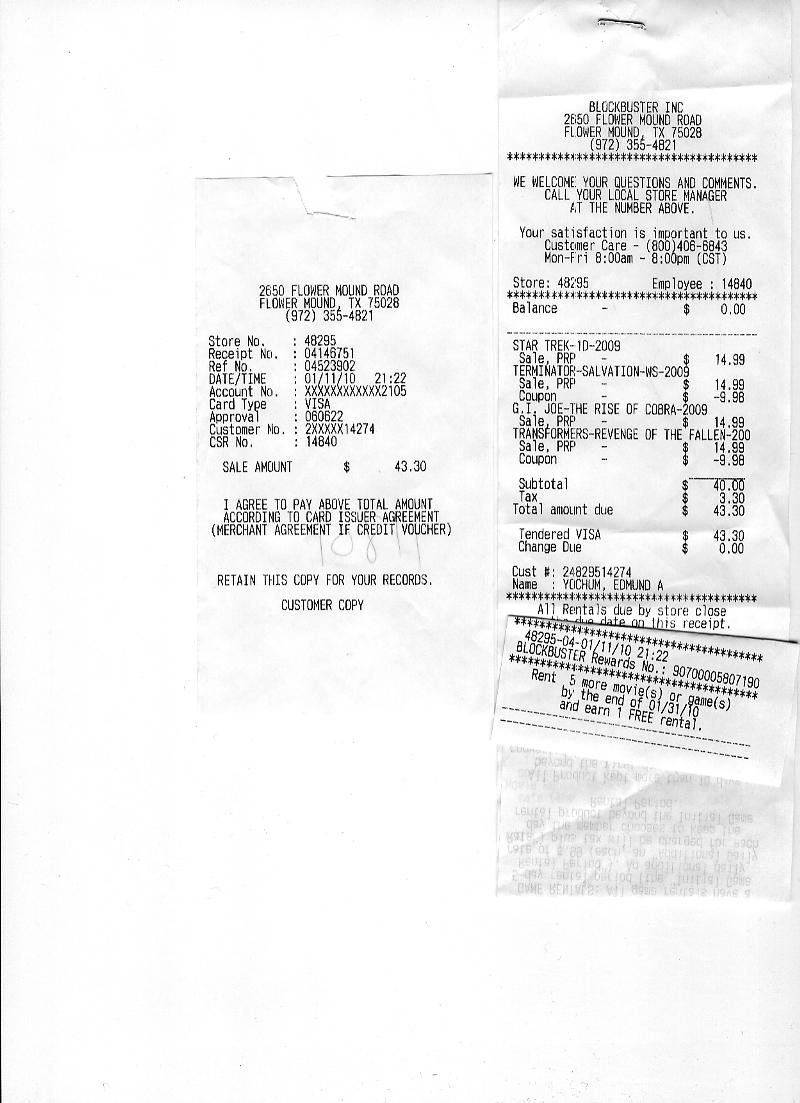 2650 FLOWER MOUND ROAD
FLOWER MOUND, TX 75028
(972) 355-4821
Store No. : 48295
Receipt No. : 04146751
Ref No. : 04523902
DATE/TIME : 01/11/10 21:22
Account No. : XXXXXXXXXXXX2105
Card Type : VISA
Approval : 060622
Customer No. : 2XXXXX14274
CSR No. : 14840
SALE AMOUNT $ 43.30
I AGREE TO PAY ABOVE TOTAL AMOUNT
ACCORDING TO CARD ISSUER AGREEMENT
(MERCHANT AGREEMENT IF CREDIT VOUCHER)
RETAIN THIS COPY FOR YOUR RECORDS.
CUSTOMER COPY
BLOCKBUSTER INC
2650 FLOWER MOUND ROAD
FLOWER MOUND, TX 75028
(972) 355-4821
***************************************
WE WELCOME YOUR QUESTIONS AND COMMENTS.
CALL YOUR LOCAL STORE MANAGER
AT THE NUMBER ABOVE.
Your satisfaction is important to us.
Customer Care - (800)406-6843
Mon-Fri 8:00am - 8:00pm (CST)
Store: 48295 Employee : 14840
***************************************
Balance - $ 0.00
STAR TREK-1D-2009
Sale, PRP - $ 14.99
TERMINATOR-SALVATION-WS-2009
Sale, PRP - $ 14.99
Coupon - $ -9.98
G.I. JOE-THE RISE OF COBRA-2009
Sale, PRP - $ 14.99
TRANSFORMERS-REVENGE OF THE FALLEN-200
Sale, PRP - $ 14.99
Coupon - $ -9.98
Subtotal $ 40.00
Tax $ 3.30
Total amount due $ 43.30
Tendered VISA $ 43.30
Change Due $ 0.00
Cust #: 24829514274
Name : YOCHUM, EDMUND A
***************************************
All Rentals due by store close
due date on this receipt.
***************************************
48295-04-01/11/10 21:22
BLOCKBUSTER Rewards No.: 90700005807190
***************************************
Rent 5 more movie(s) or game(s)
by the end of 01/31/10
and earn 1 FREE rental.